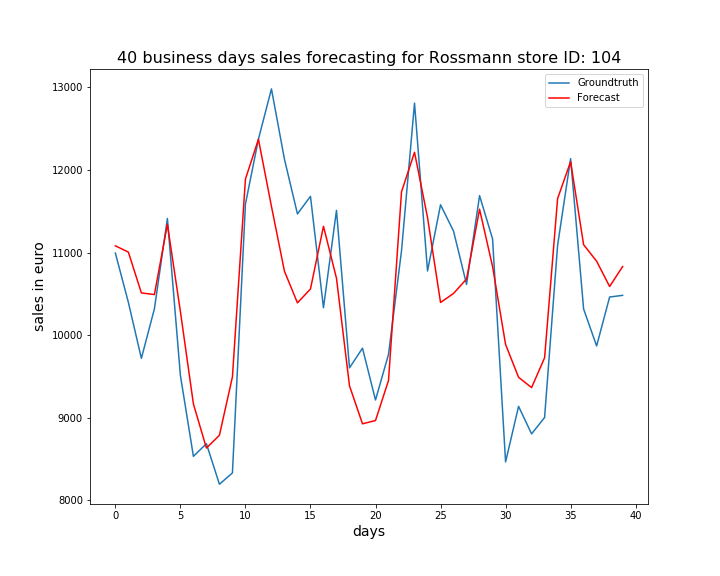 40 business days sales forecasting for Rossmann store ID: 104
Groundtruth
Forecast
13000
12000
11000
10000
9000
8000
sales in euro
0 5 10 15 20 25 30 35 40
days